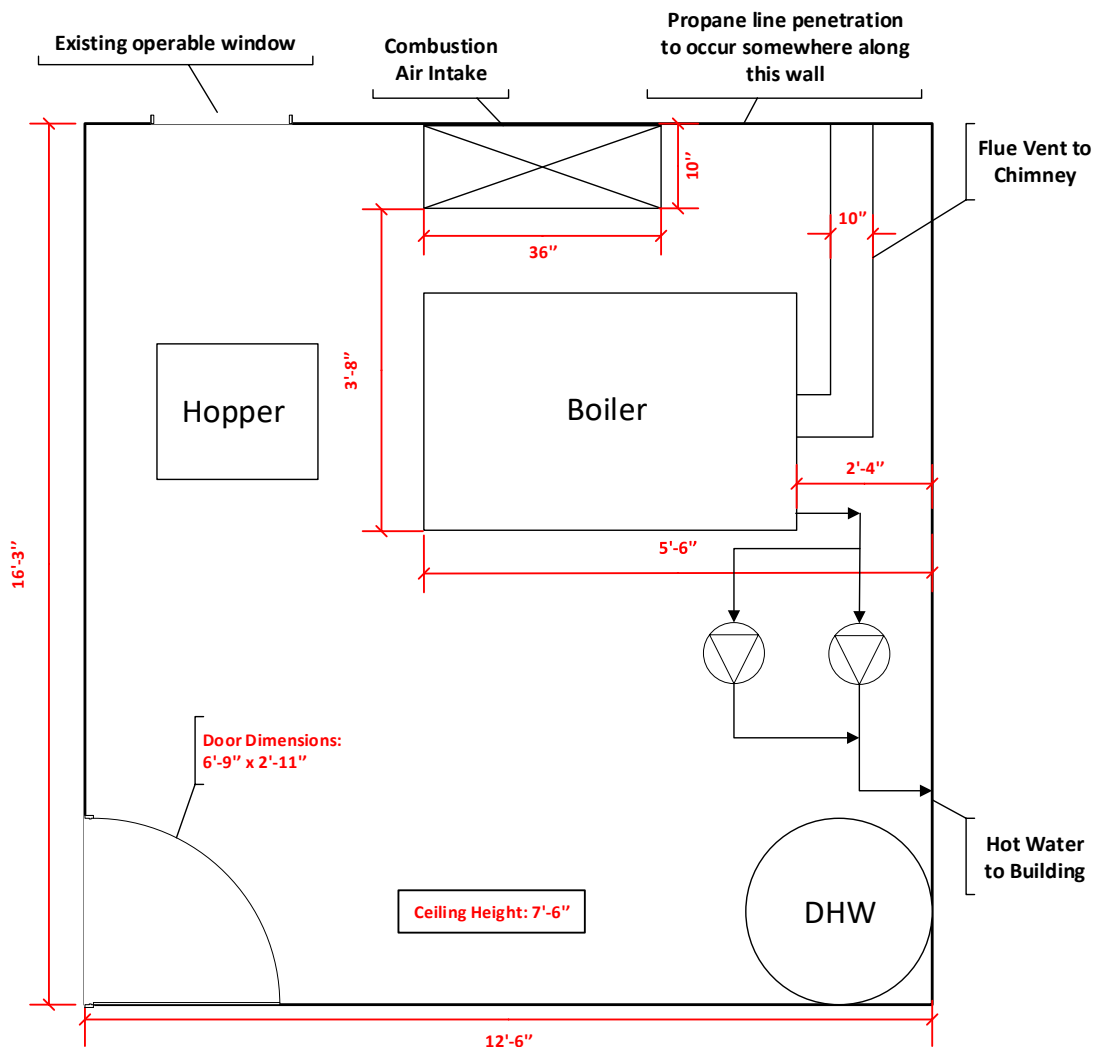 Existing operable window
Combustion
Air Intake
Propane line penetration
to occur somewhere along
this wall
Flue Vent to
Chimney
10’’
10’’
36’’
3'-8’’
Hopper
Boiler
2'-4’’
5'-6’’
16'-3’’
Door Dimensions:
6'-9’’ x 2'-11’’
Hot Water
to Building
Ceiling Height: 7'-6’’
DHW
12'-6’’